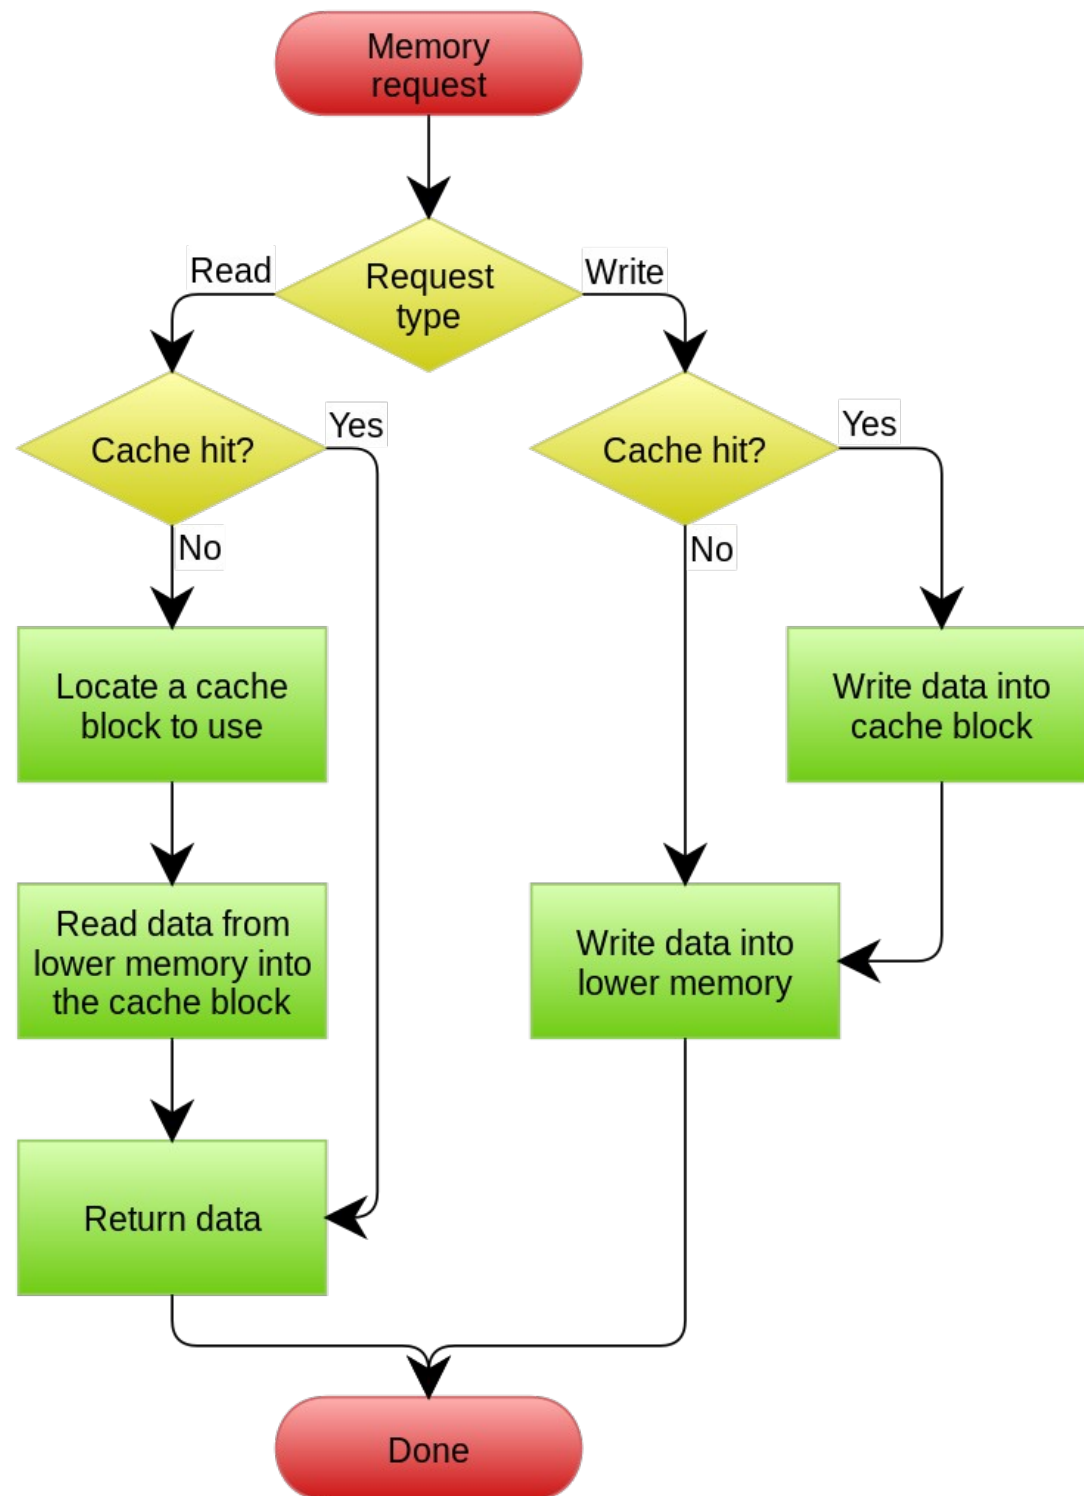 Memory
request
Read
Request
type
Write
Cache hit?
Yes
Cache hit?
Yes
No
No
Locate a cache
block to use
Write data into
cache block
Read data from
lower memory into
the cache block
Write data into
lower memory
Return data
Done